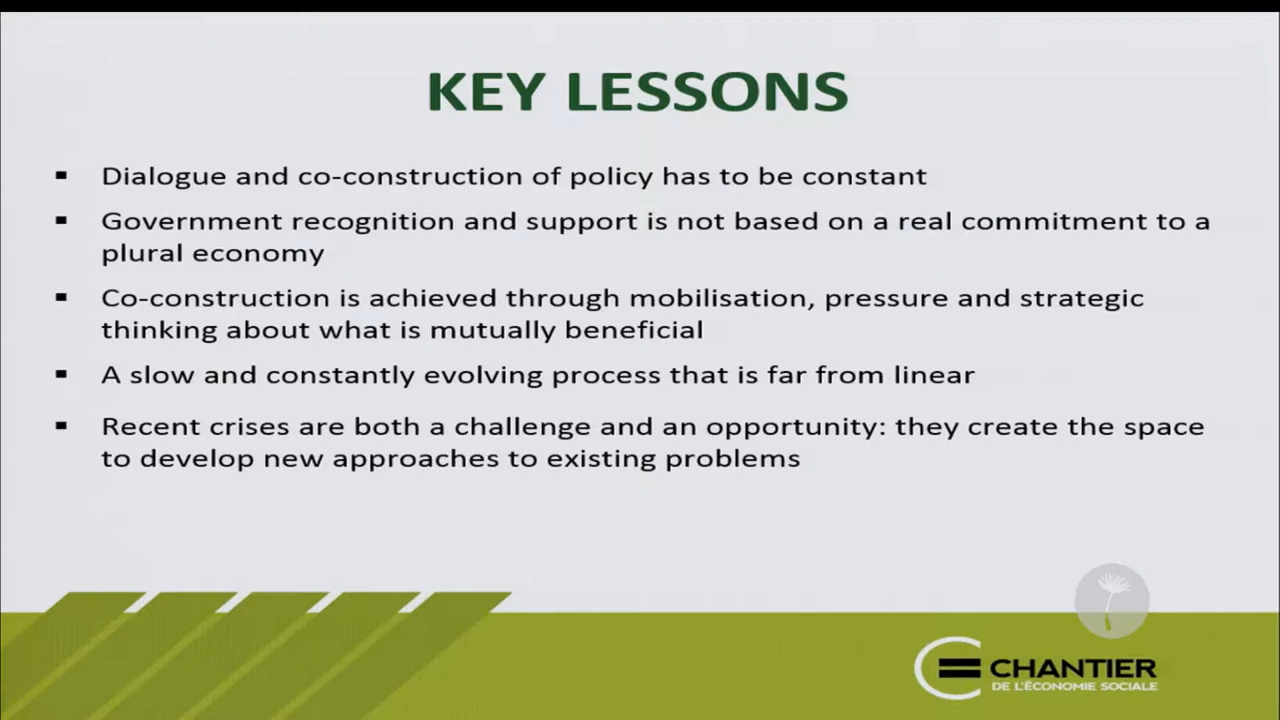 KEY LESSONS
Dialogue and co-construction of policy has to be constant
Government recognition and support is not based on a real commitment to a
plural economy
Co-construction is achieved through mobilisation, pressure and strategic
thinking about what is mutually beneficial
A slow and constantly evolving process that is far from linear
Recent crises are both a challenge and an opportunity: they create the space
to develop new approaches to existing problems
CHANTIER
DE L'ÉCONOMIE SOCIALE